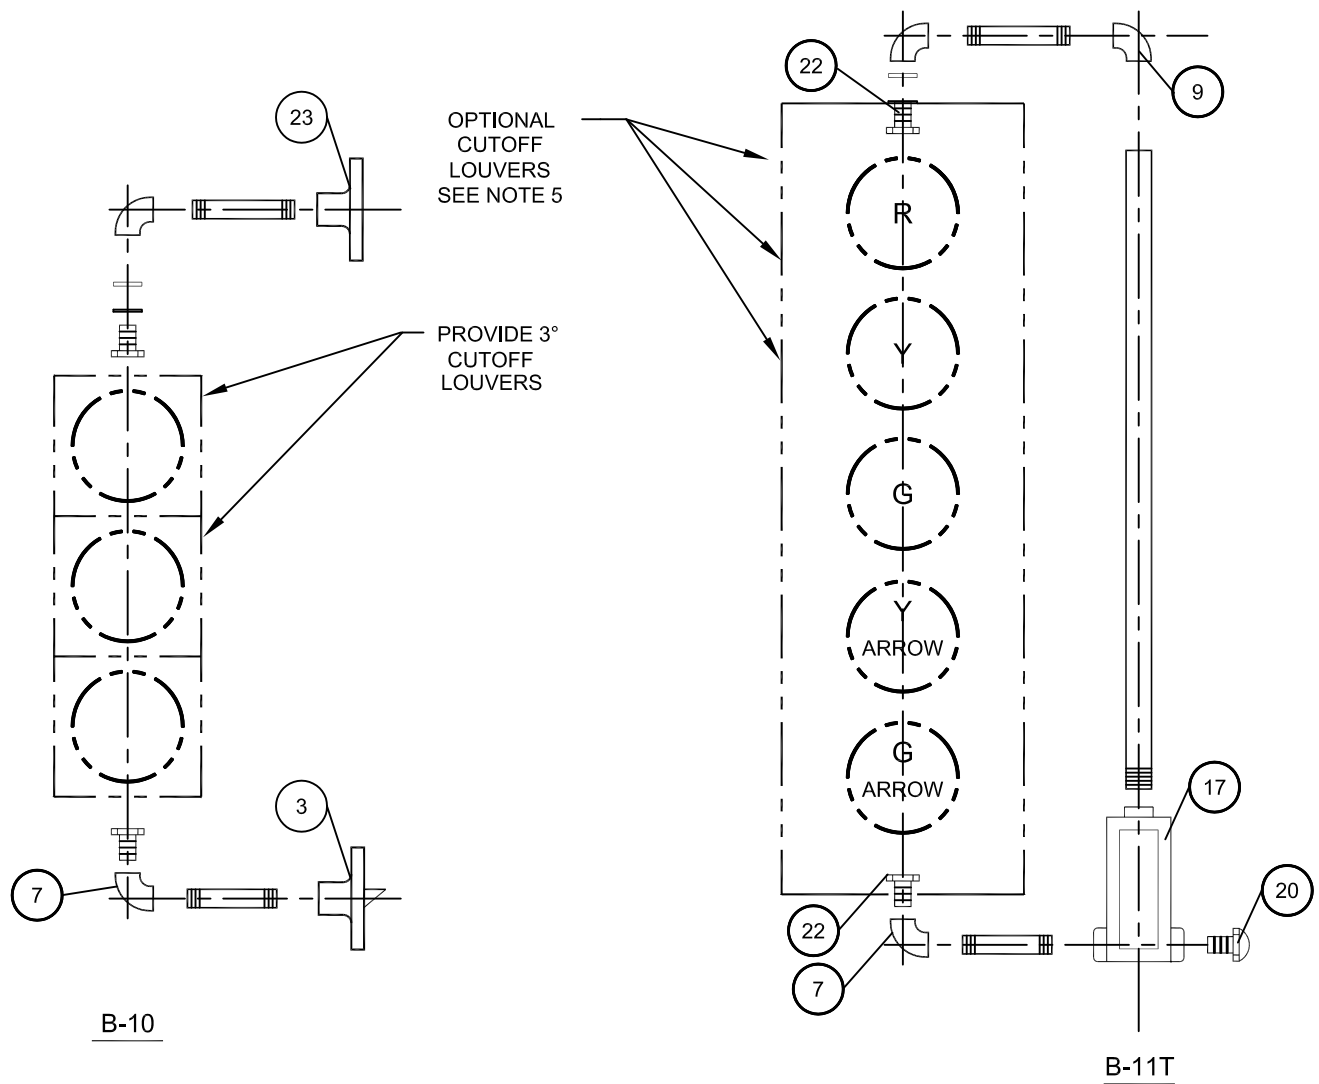 23
PROVIDE 3°
CUTOFF
LOUVERS
3
7
B-10
OPTIONAL
CUTOFF
LOUVERS
SEE NOTE 5
22
9
R
Y
G
Y
ARROW
G
ARROW
17
20
22
7
B-11T